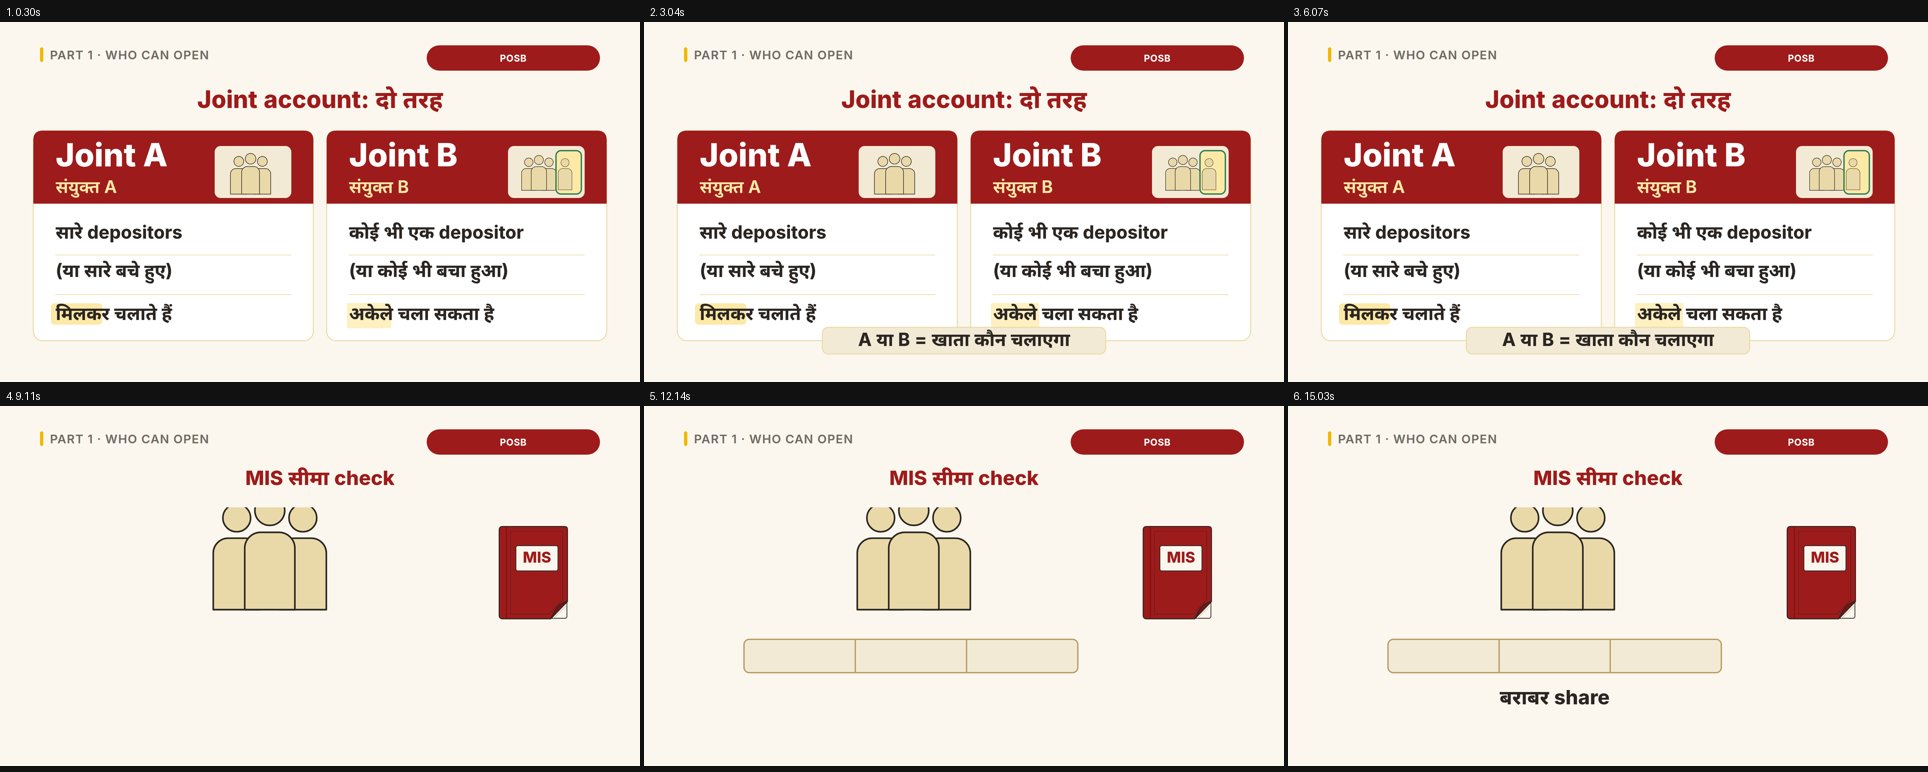 1. 0.30s
PART 1 · WHO CAN OPEN
POSB
Joint account: दो तरह
Joint A
संयुक्त A
सारे depositors
(या सारे बचे हुए)
मिलकर चलाते हैं
Joint B
संयुक्त B
कोई भी एक depositor
(या कोई भी बचा हुआ)
अकेले चला सकता है
2. 3.04s
PART 1 · WHO CAN OPEN
POSB
Joint account: दो तरह
Joint A
संयुक्त A
सारे depositors
(या सारे बचे हुए)
मिलकर चलाते हैं
Joint B
संयुक्त B
कोई भी एक depositor
(या कोई भी बचा हुआ)
अकेले चला सकता है
A या B = खाता कौन चलाएगा
3. 6.07s
PART 1 · WHO CAN OPEN
POSB
Joint account: दो तरह
Joint A
संयुक्त A
सारे depositors
(या सारे बचे हुए)
मिलकर चलाते हैं
Joint B
संयुक्त B
कोई भी एक depositor
(या कोई भी बचा हुआ)
अकेले चला सकता है
A या B = खाता कौन चलाएगा
4. 9.11s
PART 1 · WHO CAN OPEN
POSB
MIS सीमा check
MIS
5. 12.14s
PART 1 · WHO CAN OPEN
POSB
MIS सीमा check
MIS
6. 15.03s
PART 1 · WHO CAN OPEN
POSB
MIS सीमा check
MIS
बराबर share